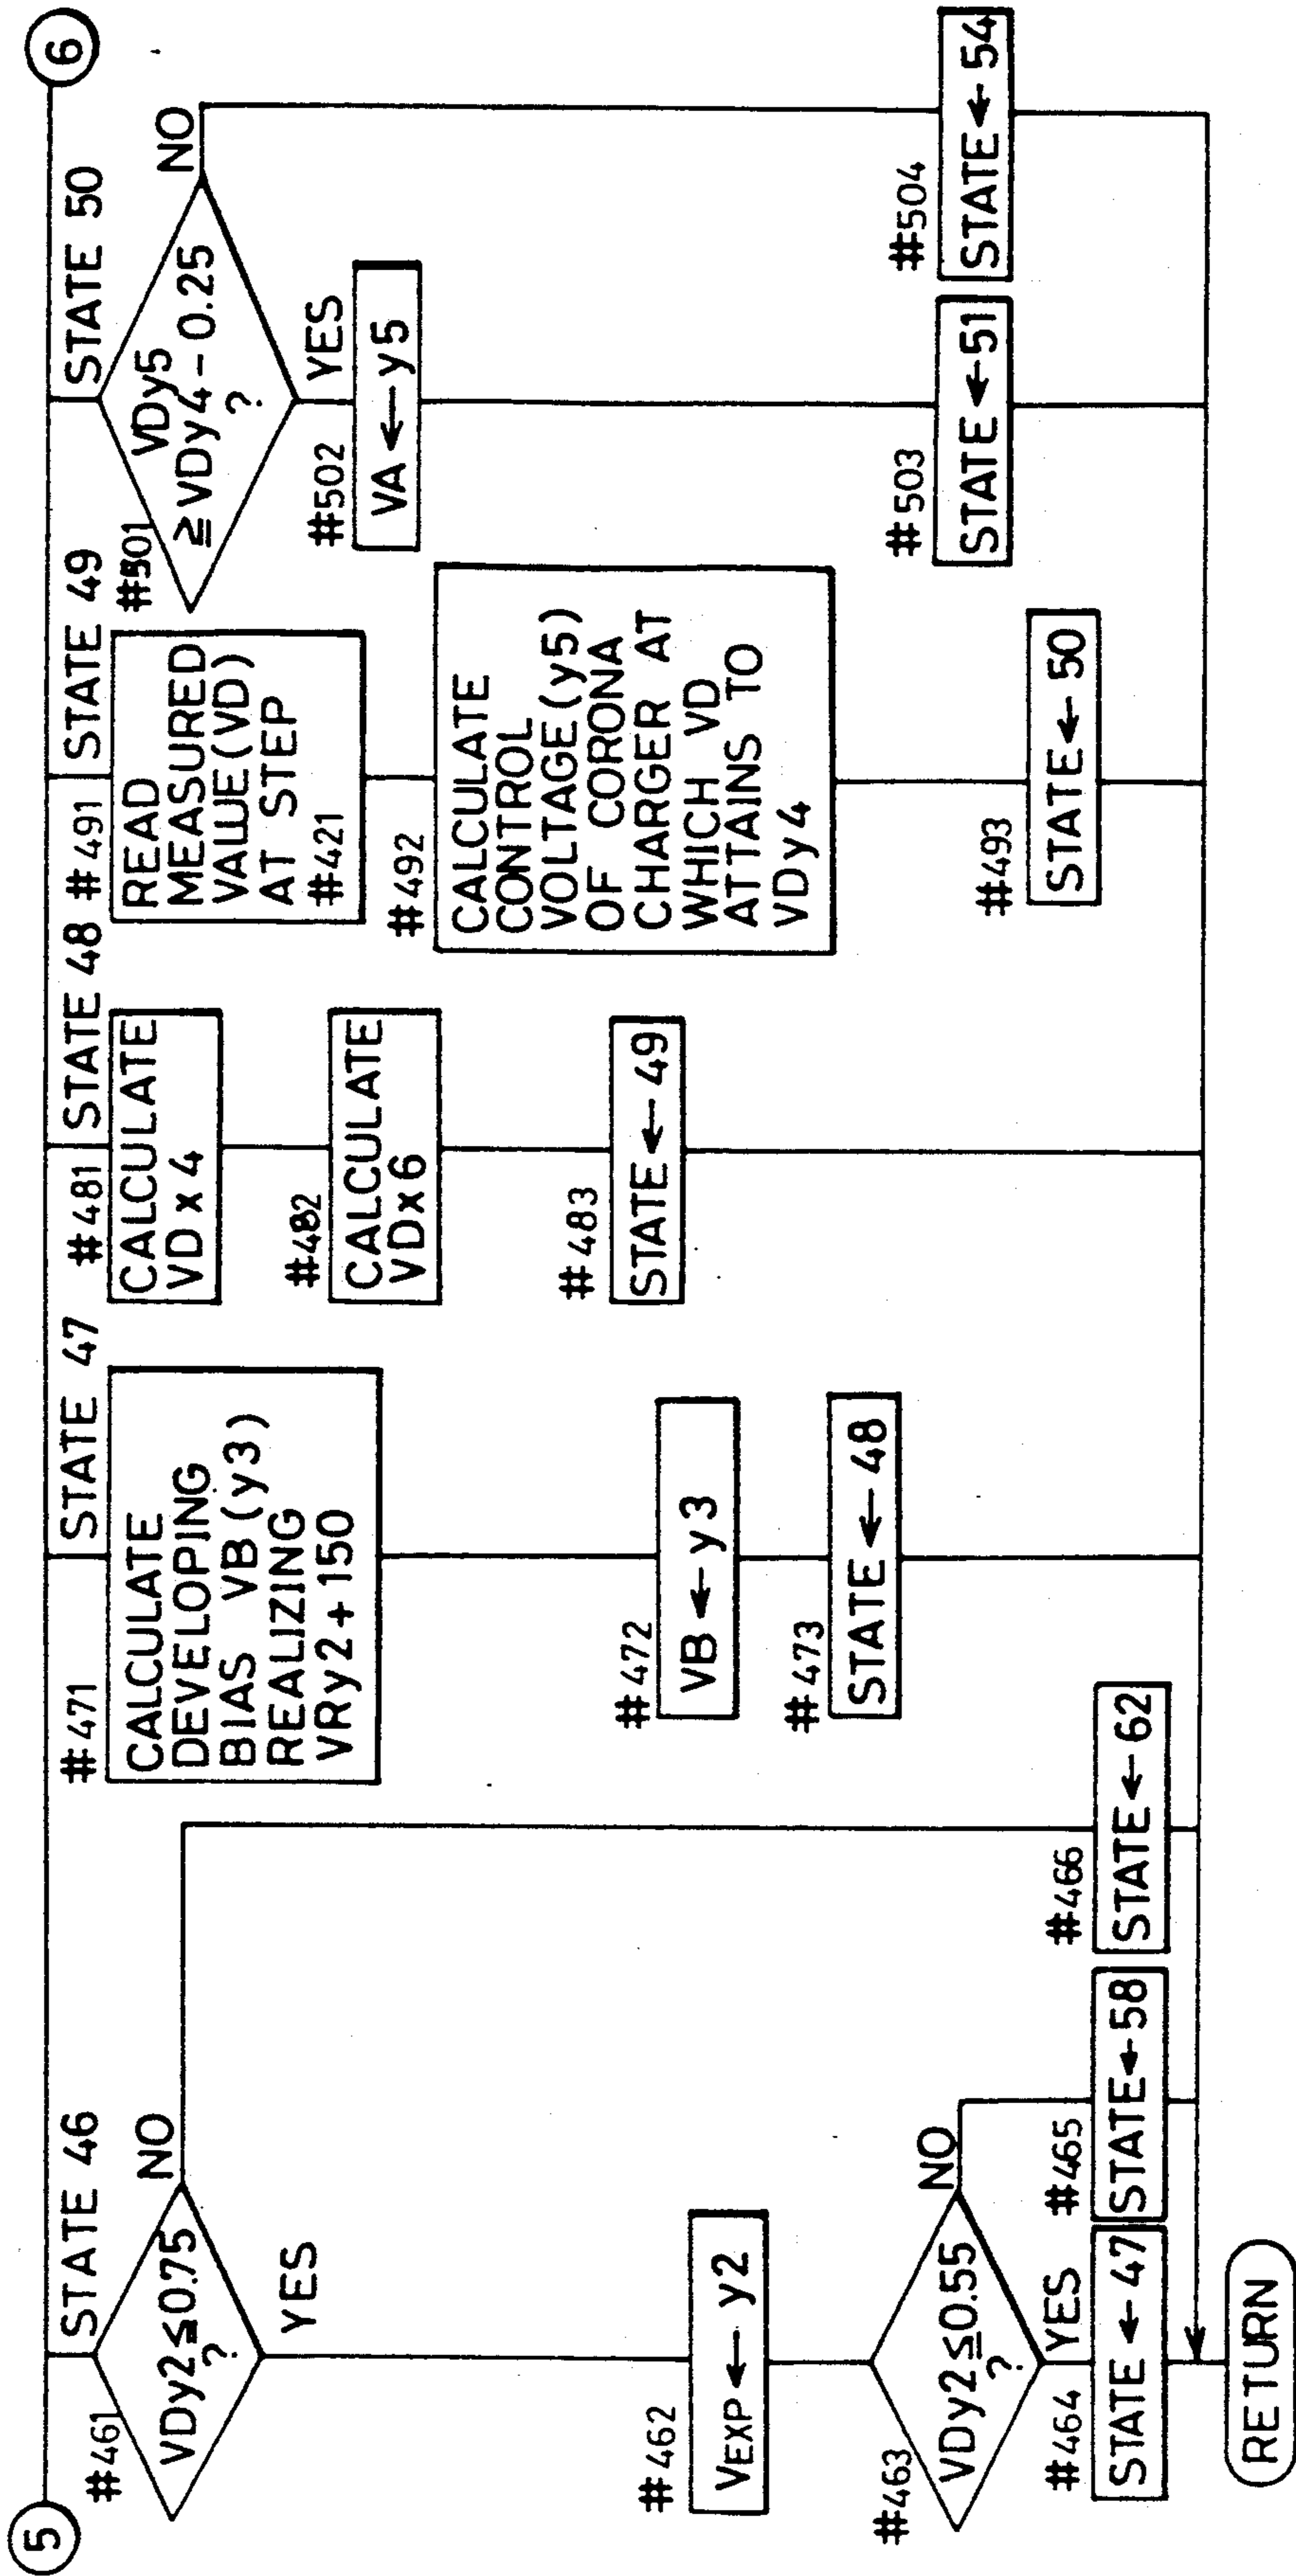 5
STATE 46
#461
VDy2≦0.75
?
NO
YES
#462
VEXP ← y2
#463
VDy2≦0.55
?
NO
YES
#464
STATE ← 47
#465
STATE ← 58
#466
STATE ← 62
RETURN
STATE 47
#471
CALCULATE
DEVELOPING
BIAS VB (y3)
REALIZING
VRy2 + 150
#472
VB ← y3
#473
STATE ← 48
STATE 48
#481
CALCULATE
VD x 4
#482
CALCULATE
VD x 6
#483
STATE ← 49
STATE 49
#491
READ
MEASURED
VALUE (VD)
AT STEP
#421
#492
CALCULATE
CONTROL
VOLTAGE (y5)
OF CORONA
CHARGER AT
WHICH VD
ATTAINS TO
VDy4
#493
STATE ← 50
STATE 50
#501
VDy5
≧ VDy4 - 0.25
?
NO
YES
#502
VA ← y5
#503
STATE ← 51
#504
STATE ← 54
6